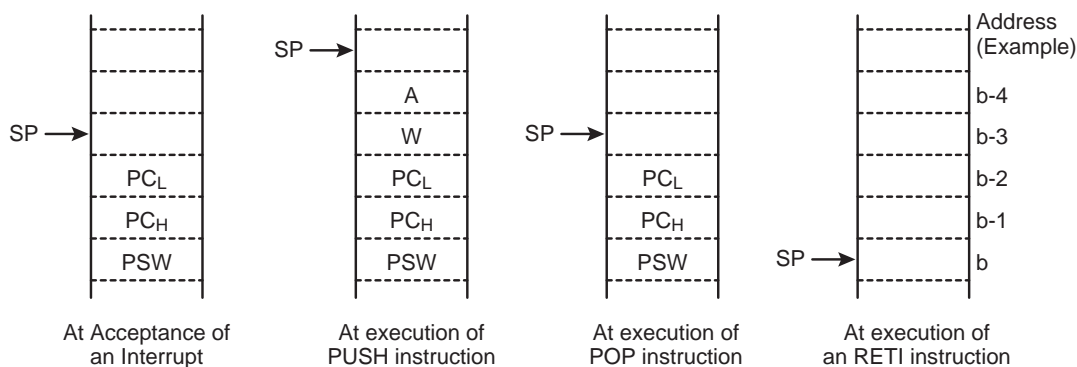 Address
(Example)
SP
A
b-4
SP
W
SP
b-3
PCL
PCL
PCL
b-2
PCH
PCH
PCH
b-1
PSW
PSW
PSW
SP
b
At Acceptance of
an Interrupt
At execution of
PUSH instruction
At execution of
POP instruction
At execution of
an RETI instruction